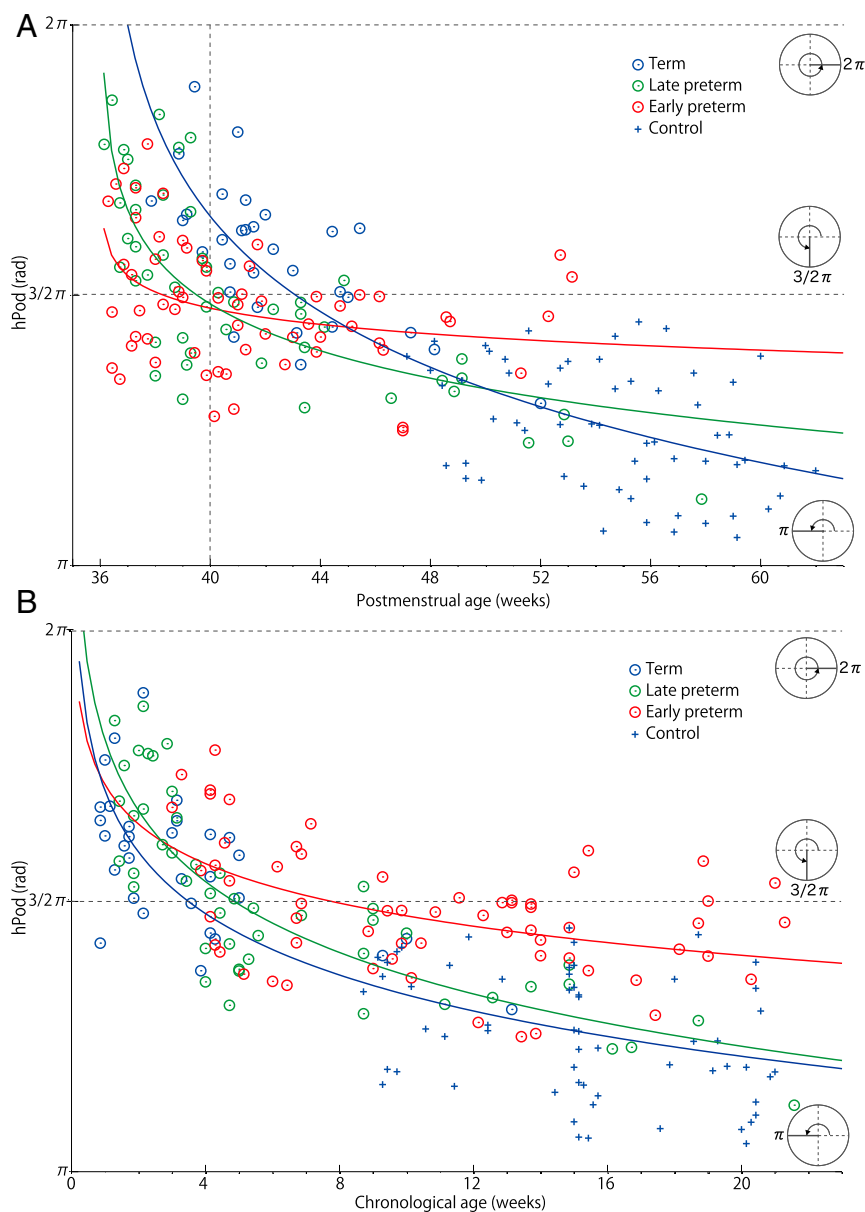 A
2π
Term
Late preterm
Early preterm
Control
2π
3/2π
3/2π
hPod (rad)
π
π
36 40 44 48 52 56 60
Postmenstrual age (weeks)
B
2π
Term
Late preterm
Early preterm
Control
2π
3/2π
3/2π
hPod (rad)
π
π
0 4 8 12 16 20
Chronological age (weeks)